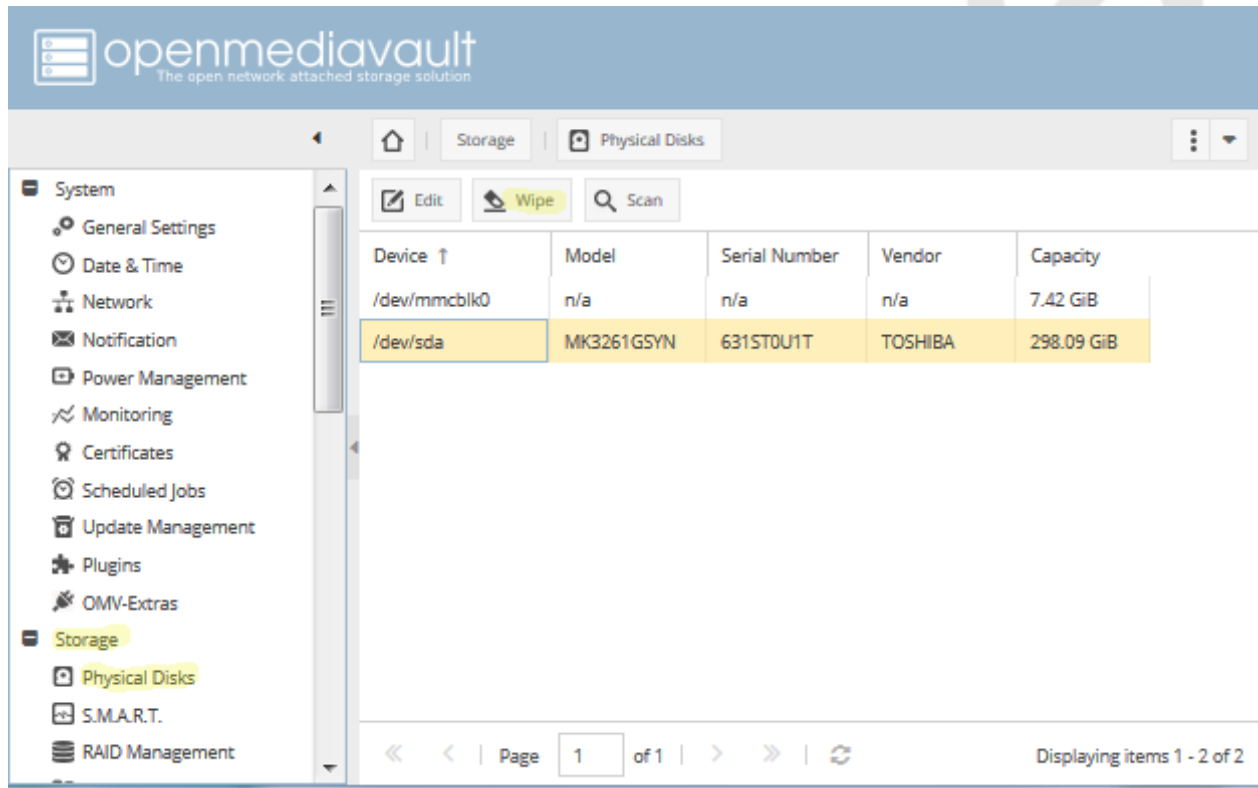 openmediavault
The open network attached storage solution
Storage
Physical Disks
System
General Settings
Date & Time
Network
Notification
Power Management
Monitoring
Certificates
Scheduled Jobs
Update Management
Plugins
OMV-Extras
Storage
Physical Disks
S.M.A.R.T.
RAID Management
Edit Wipe Scan
Device ↑ Model Serial Number Vendor Capacity
/dev/mmcblk0 n/a n/a n/a 7.42 GiB
/dev/sda MK3261GSYN 631ST0U1T TOSHIBA 298.09 GiB
Page 1 of 1 Displaying items 1 - 2 of 2